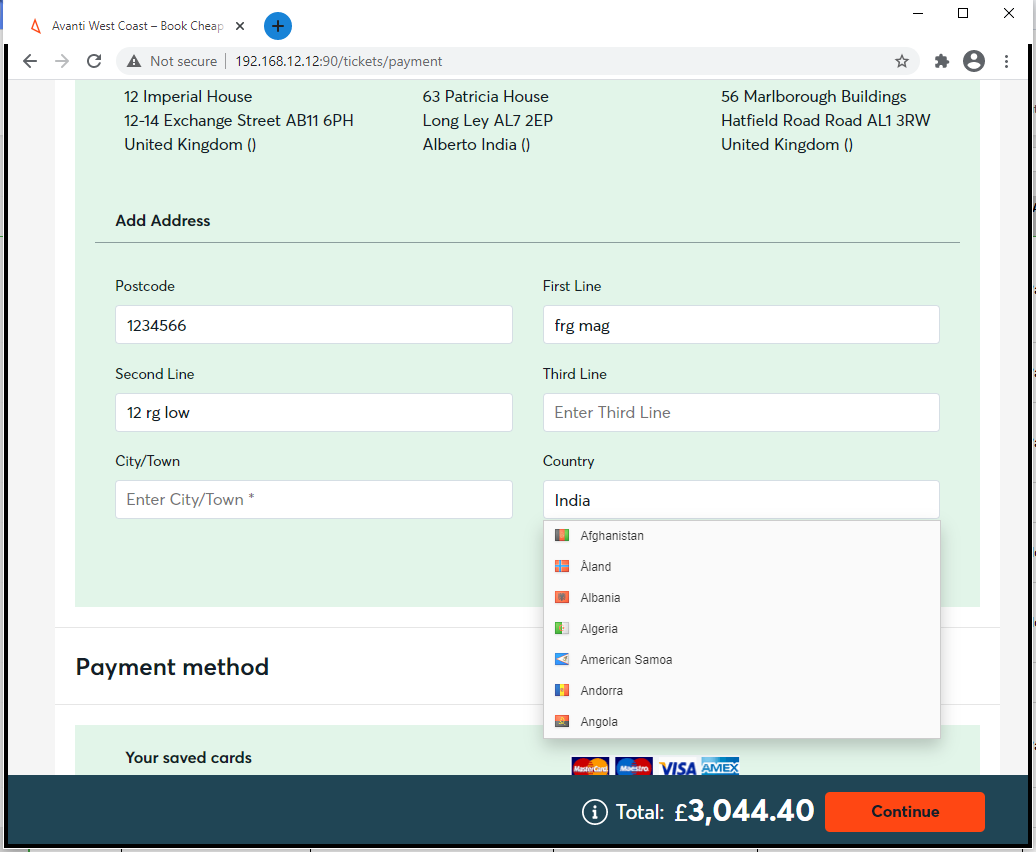 Avanti West Coast – Book Cheap
Not secure
192.168.12.12:90/tickets/payment
12 Imperial House
12-14 Exchange Street AB11 6PH
United Kingdom ()
63 Patricia House
Long Ley AL7 2EP
Alberto India ()
56 Marlborough Buildings
Hatfield Road Road AL1 3RW
United Kingdom ()
Add Address
Postcode
First Line
1234566
frg mag
Second Line
Third Line
12 rg low
Enter Third Line
City/Town
Country
Enter City/Town *
India
Afghanistan
Åland
Albania
Algeria
American Samoa
Andorra
Angola
Payment method
Your saved cards
MasterCard
Maestro
VISA
AMEX
Total: £3,044.40
Continue